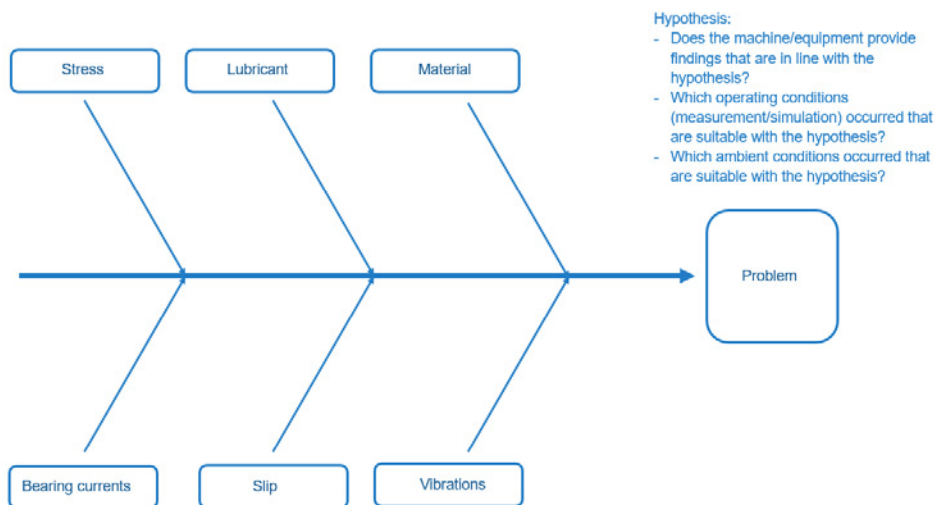 Hypothesis:
- Does the machine/equipment provide
findings that are in line with the
hypothesis?
- Which operating conditions
(measurement/simulation) occurred that
are suitable with the hypothesis?
- Which ambient conditions occurred that
are suitable with the hypothesis?
Stress
Lubricant
Material
Problem
Bearing currents
Slip
Vibrations